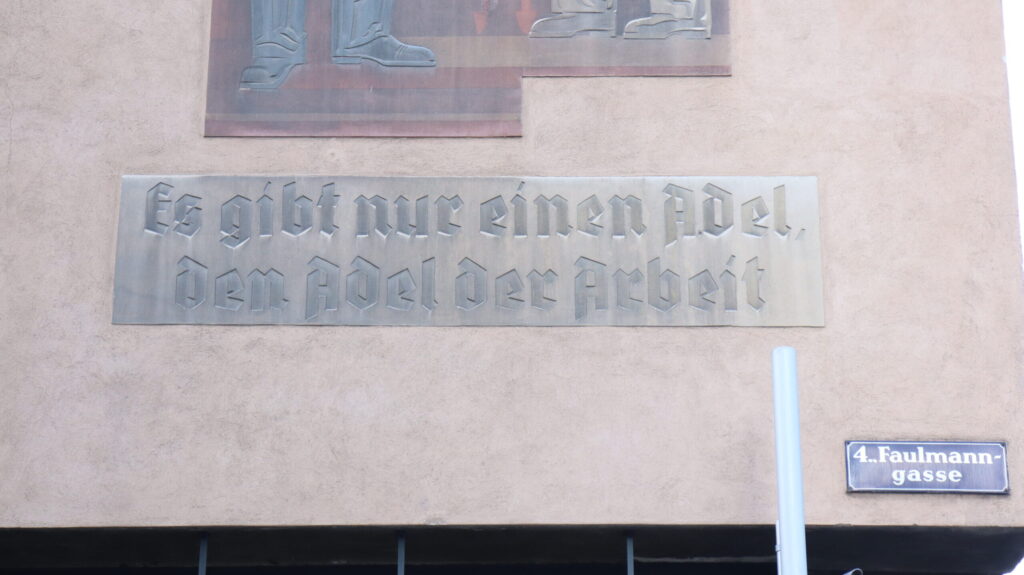 Es gibt nur einen Adel,
den Adel der Arbeit
4., Faulmann-
gasse